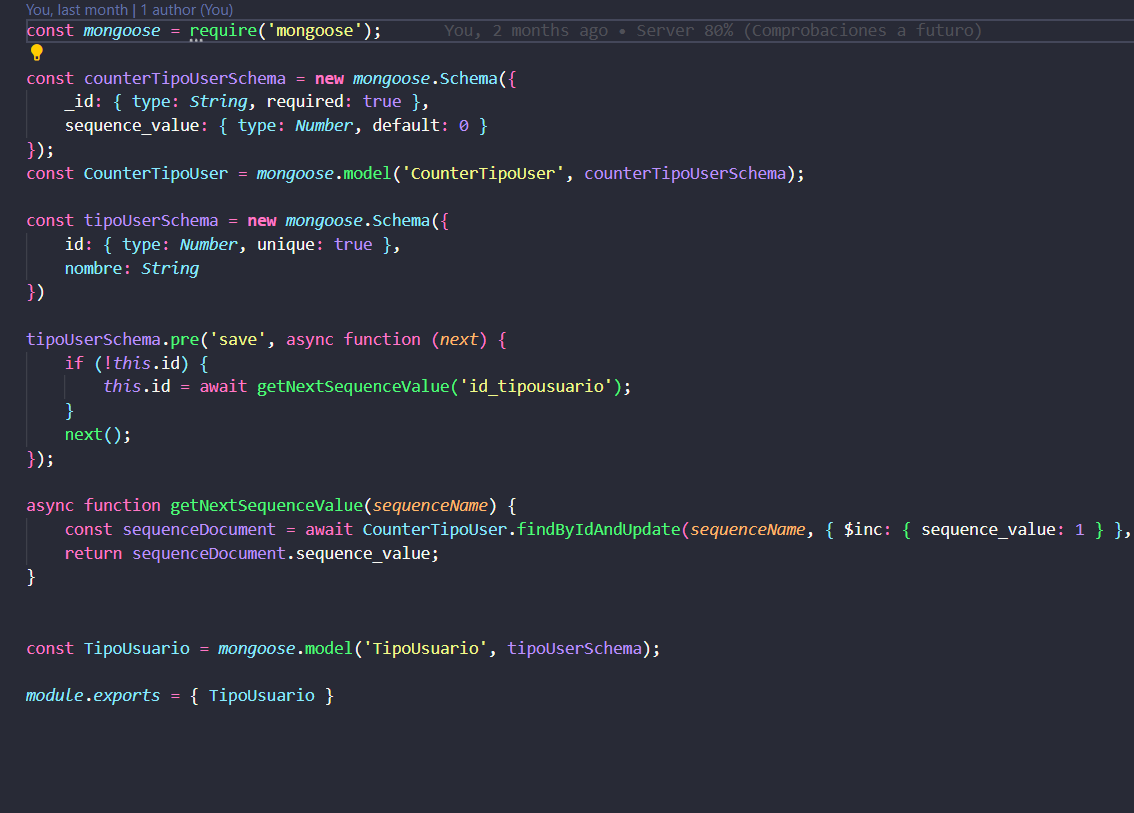 You, last month | 1 author (You)
const mongoose = require('mongoose');     You, 2 months ago • Server 80% (Comprobaciones a futuro)
const counterTipoUserSchema = new mongoose.Schema({
    _id: { type: String, required: true },
    sequence_value: { type: Number, default: 0 }
});
const CounterTipoUser = mongoose.model('CounterTipoUser', counterTipoUserSchema);
const tipoUserSchema = new mongoose.Schema({
    id: { type: Number, unique: true },
    nombre: String
})
tipoUserSchema.pre('save', async function (next) {
    if (!this.id) {
        this.id = await getNextSequenceValue('id_tipousuario');
    }
    next();
});
async function getNextSequenceValue(sequenceName) {
    const sequenceDocument = await CounterTipoUser.findByIdAndUpdate(sequenceName, { $inc: { sequence_value: 1 } },
    return sequenceDocument.sequence_value;
}
const TipoUsuario = mongoose.model('TipoUsuario', tipoUserSchema);
module.exports = { TipoUsuario }